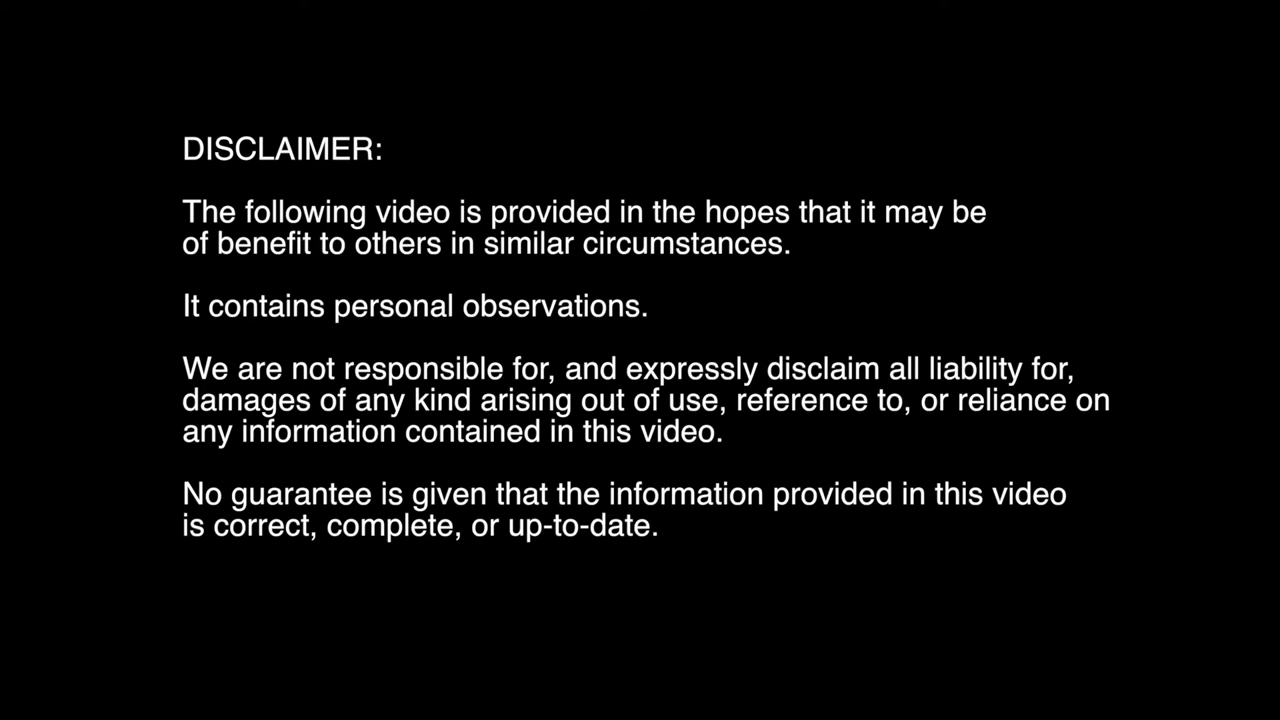 DISCLAIMER:
The following video is provided in the hopes that it may be
of benefit to others in similar circumstances.
It contains personal observations.
We are not responsible for, and expressly disclaim all liability for,
damages of any kind arising out of use, reference to, or reliance on
any information contained in this video.
No guarantee is given that the information provided in this video
is correct, complete, or up-to-date.